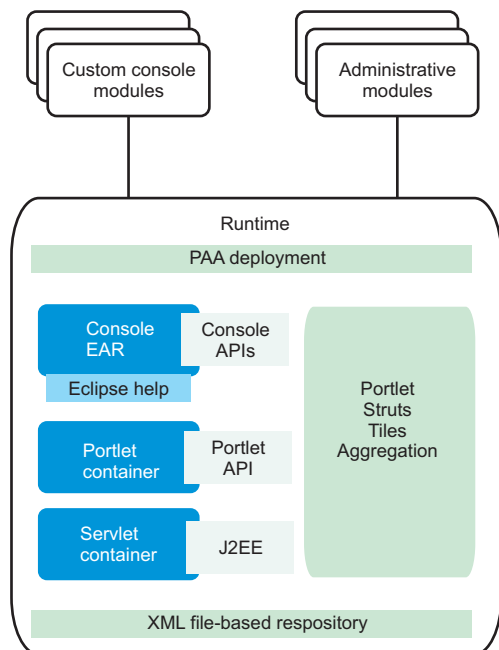 Custom console
modules
Administrative
modules
Runtime
PAA deployment
Console
EAR
Console
APIs
Eclipse help
Portlet
container
Portlet
API
Servlet
container
J2EE
Portlet
Struts
Tiles
Aggregation
XML file-based respository